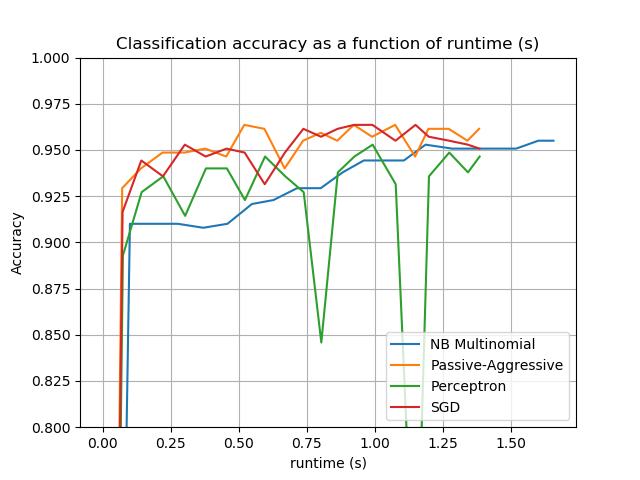 Classification accuracy as a function of runtime (s)
1.000
0.975
0.950
0.925
0.900
0.875
0.850
0.825
0.800
Accuracy
NB Multinomial
Passive-Aggressive
Perceptron
SGD
0.00 0.25 0.50 0.75 1.00 1.25 1.50
runtime (s)